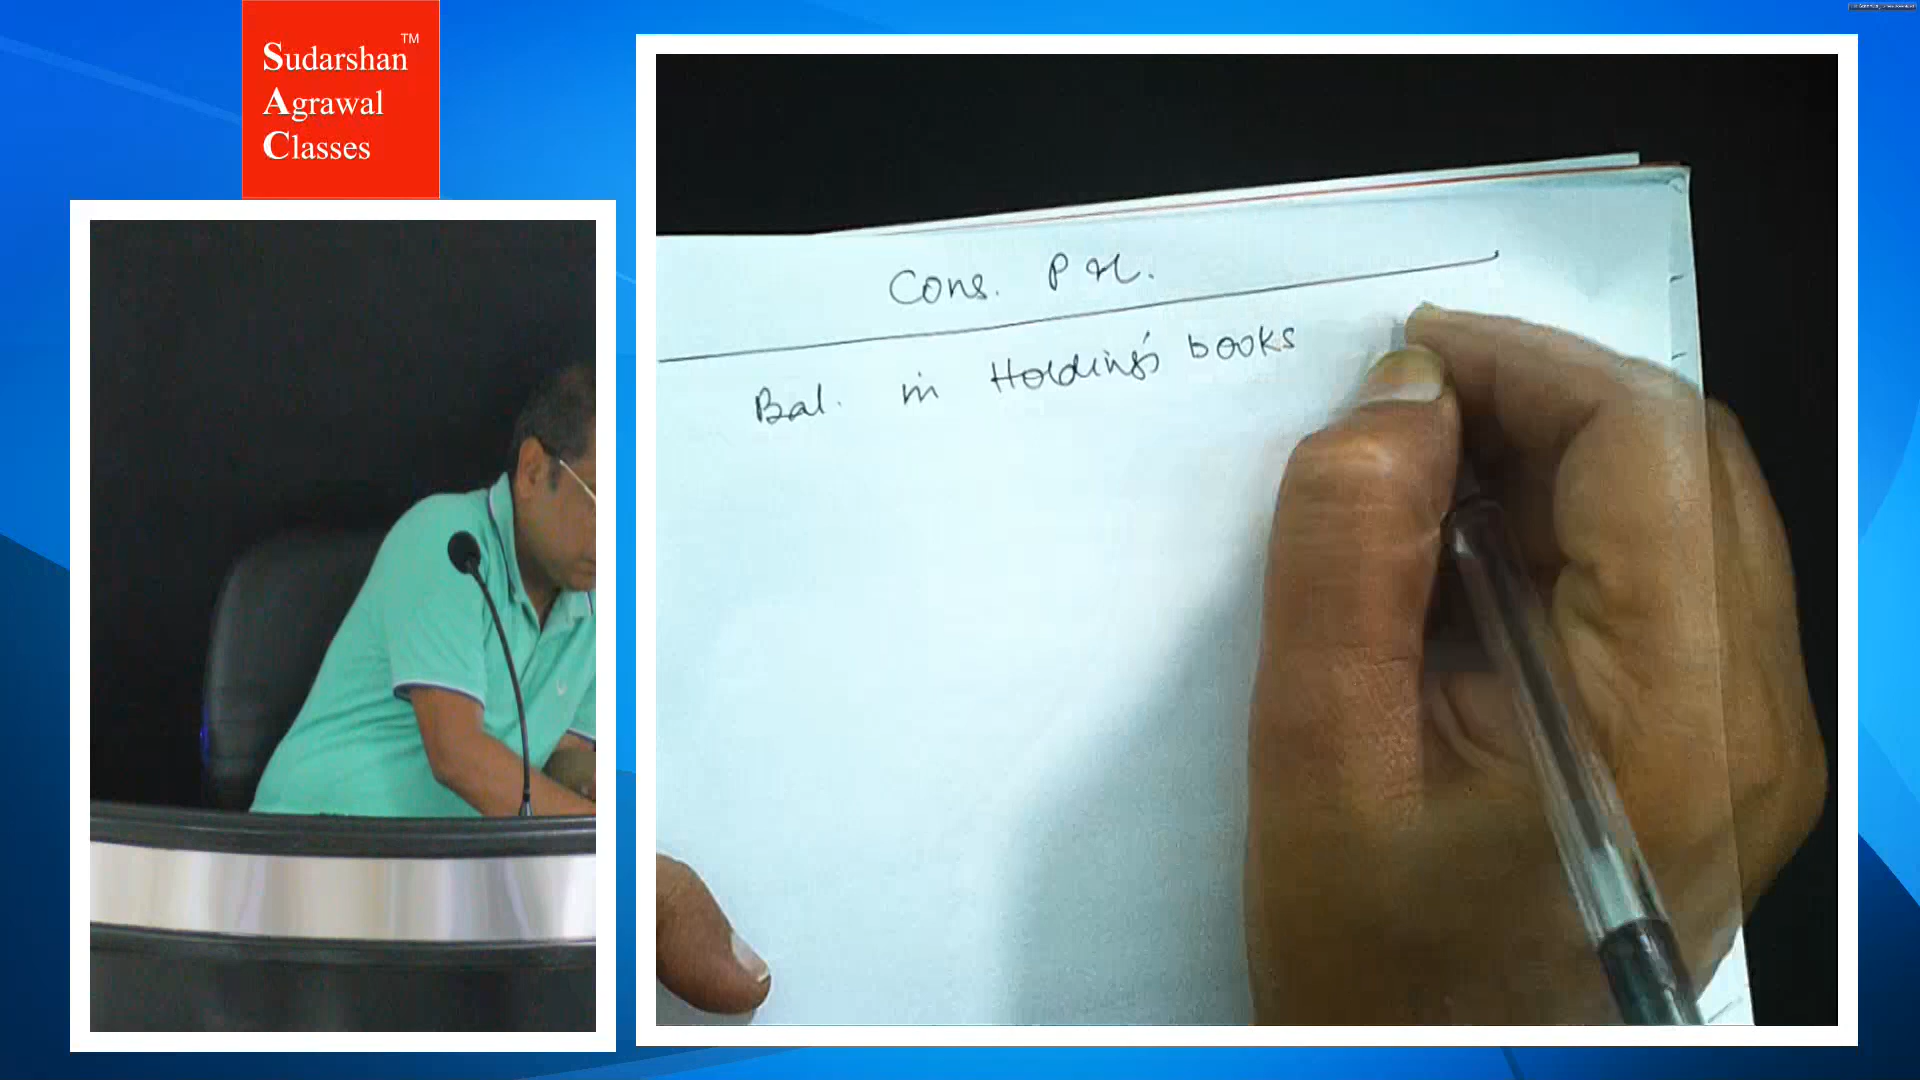 Sudarshan™
Agrawal
Classes
Cons. P &L.
Bal. in Holding's books